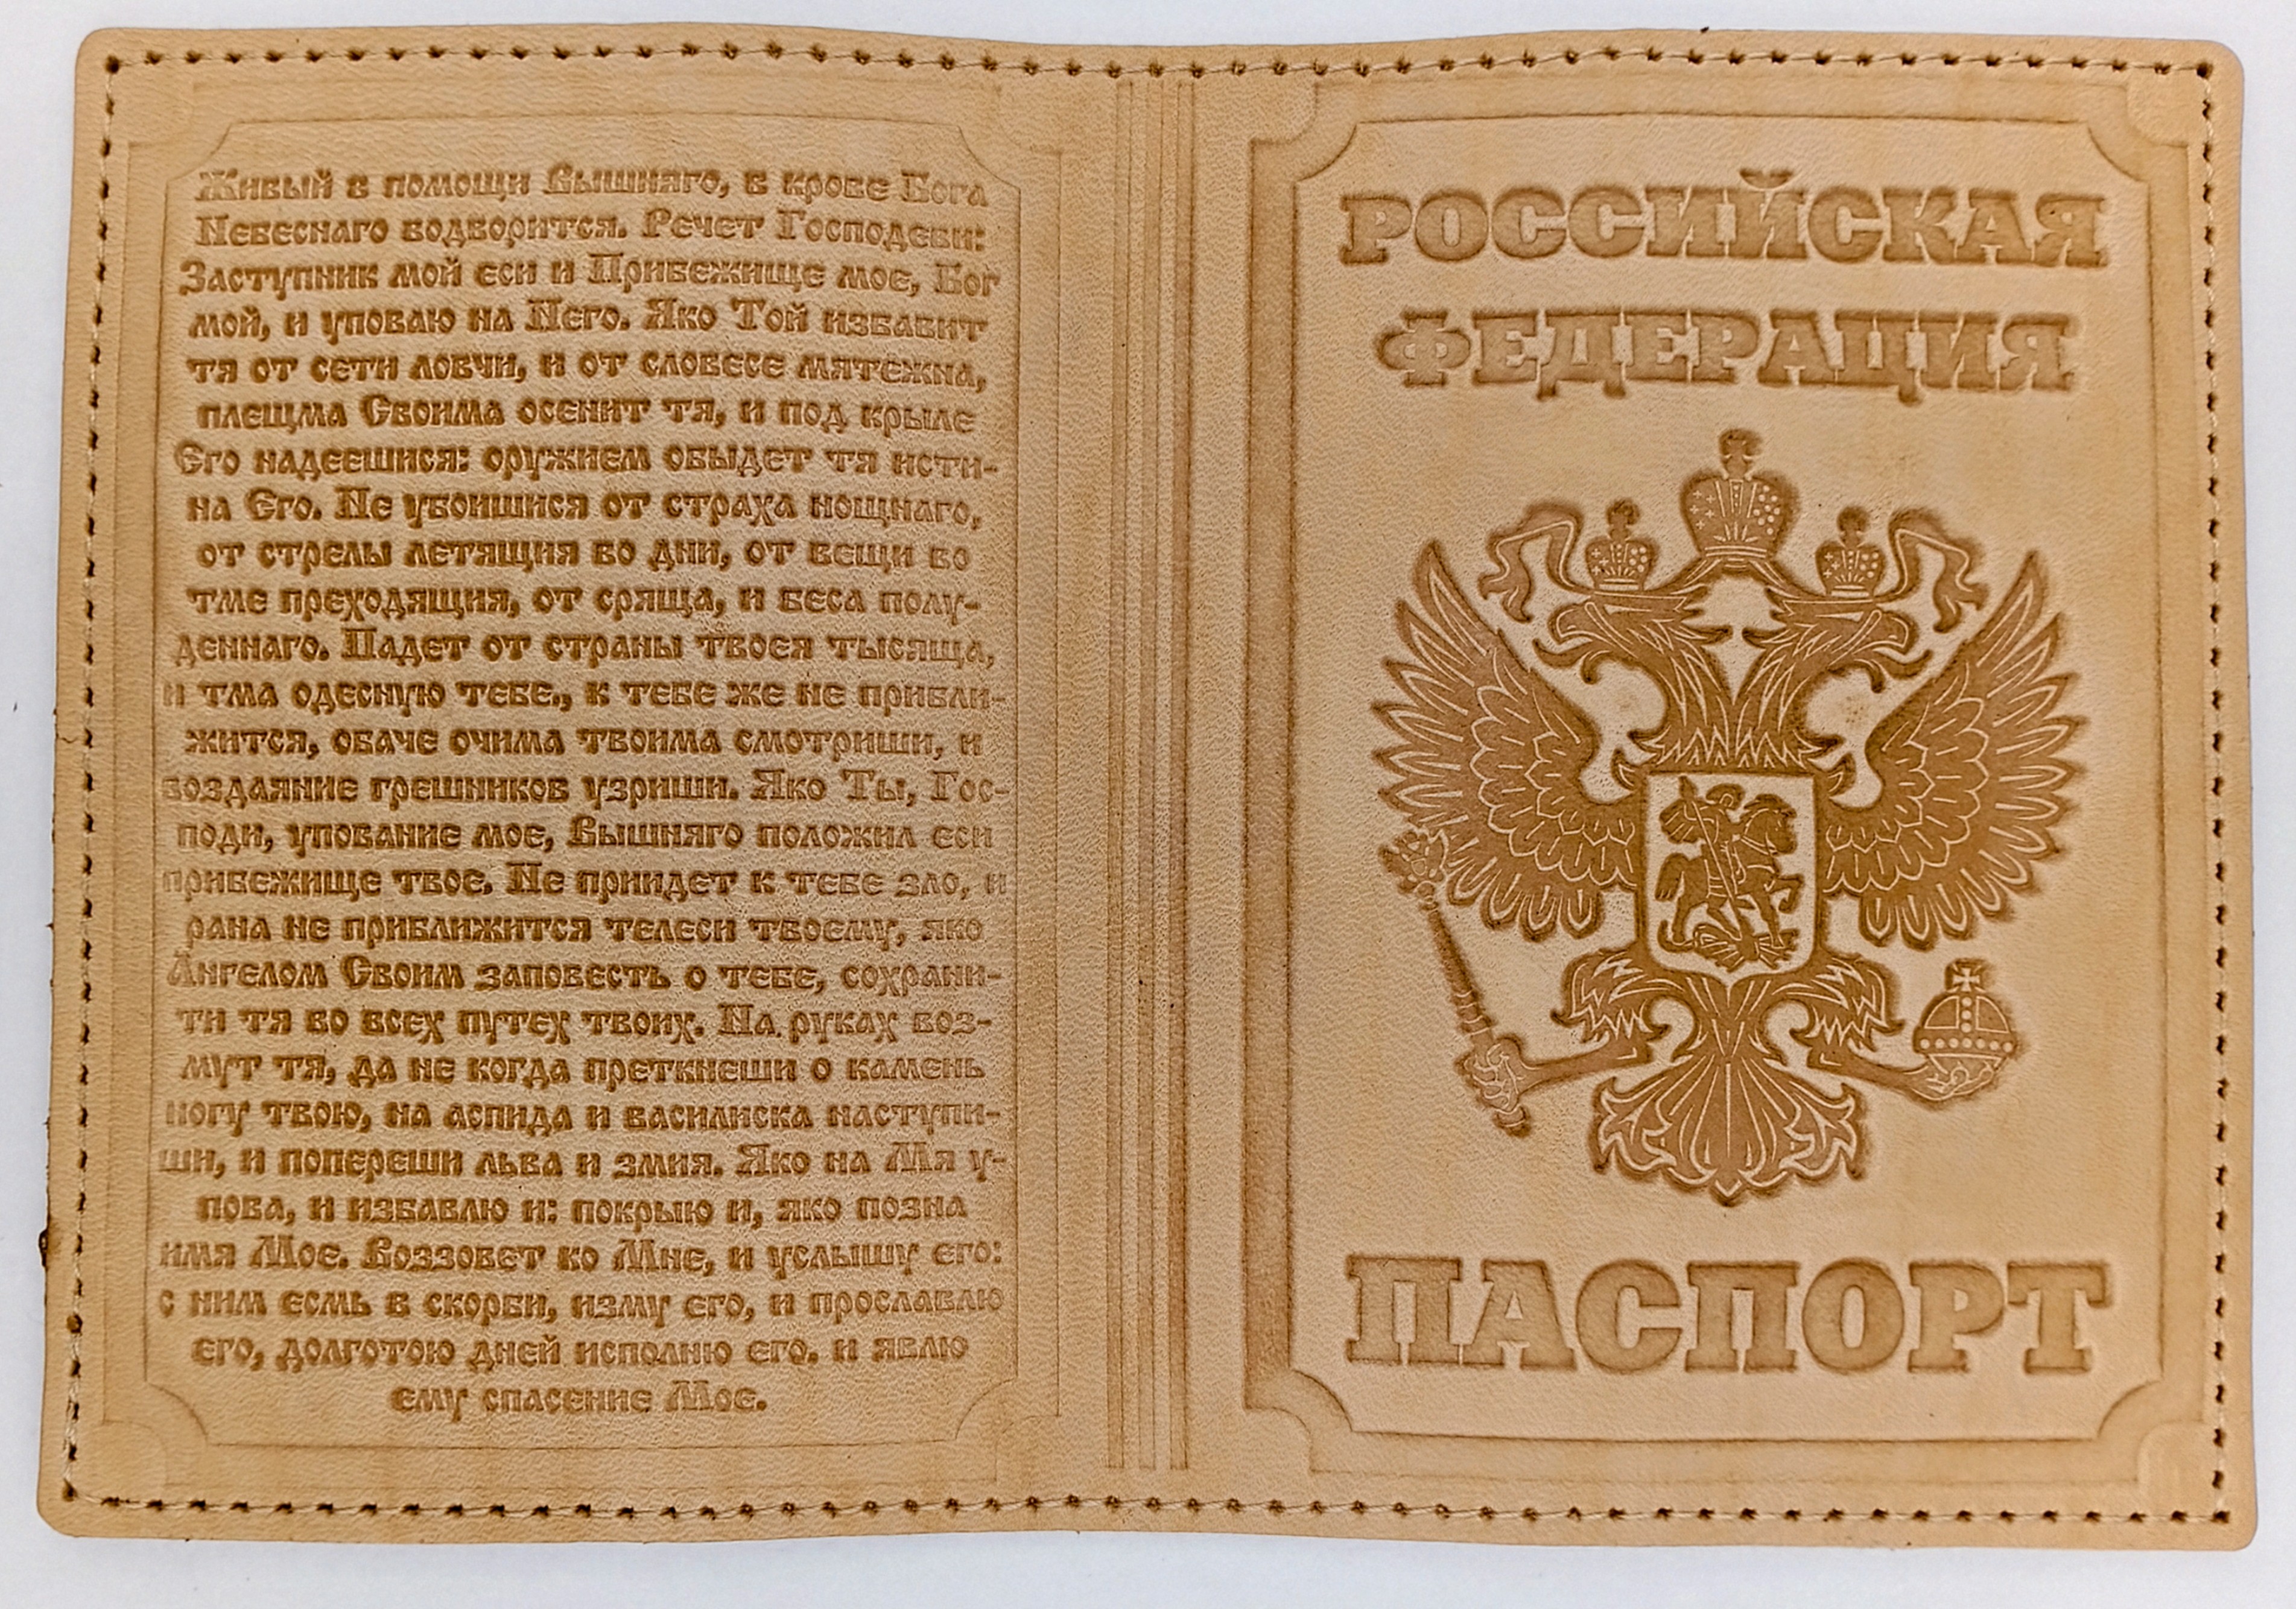 Живый в помощи Вышняго, в крове Бога
Небеснаго водворится. Речет Господеви:
Заступник мой еси и Прибежище мое, Бог
мой, и уповаю на Него. Яко Той избавит
тя от сети ловчи, и от словесе мятежна,
плещма Своима осенит тя, и под крыле
Его надеешися: оружием обыдет тя исти-
на Его. Не убоишися от страха нощнаго,
от стрелы летящия во дни, от вещи во
тме преходящия, от сряща, и беса полу-
деннаго. Падет от страны твоея тысяща,
и тма одесную тебе., к тебе же не прибли-
жится, обаче очима твоима смотриши, и
воздаяние грешников узриши. Яко Ты, Гос-
поди, упование мое, Вышняго положил еси
прибежище твое. Не приидет к тебе зло, и
рана не приближится телеси твоему, яко
Ангелом Своим заповесть о тебе, сохрани-
ти тя во всех путех твоих. На руках воз-
мут тя, да не когда преткнеши о камень
ногу твою, на аспида и василиска наступи-
ши, и попереши льва и змия. Яко на Мя у-
пова, и избавлю и: покрыю и, яко позна
имя Мое. Воззовет ко Мне, и услышу его:
с ним есмь в скорби, изму его, и прославлю
его, долготою дней исполню его. и явлю
ему спасение Мое.
РОССИЙСКАЯ
ФЕДЕРАЦИЯ
ПАСПОРТ